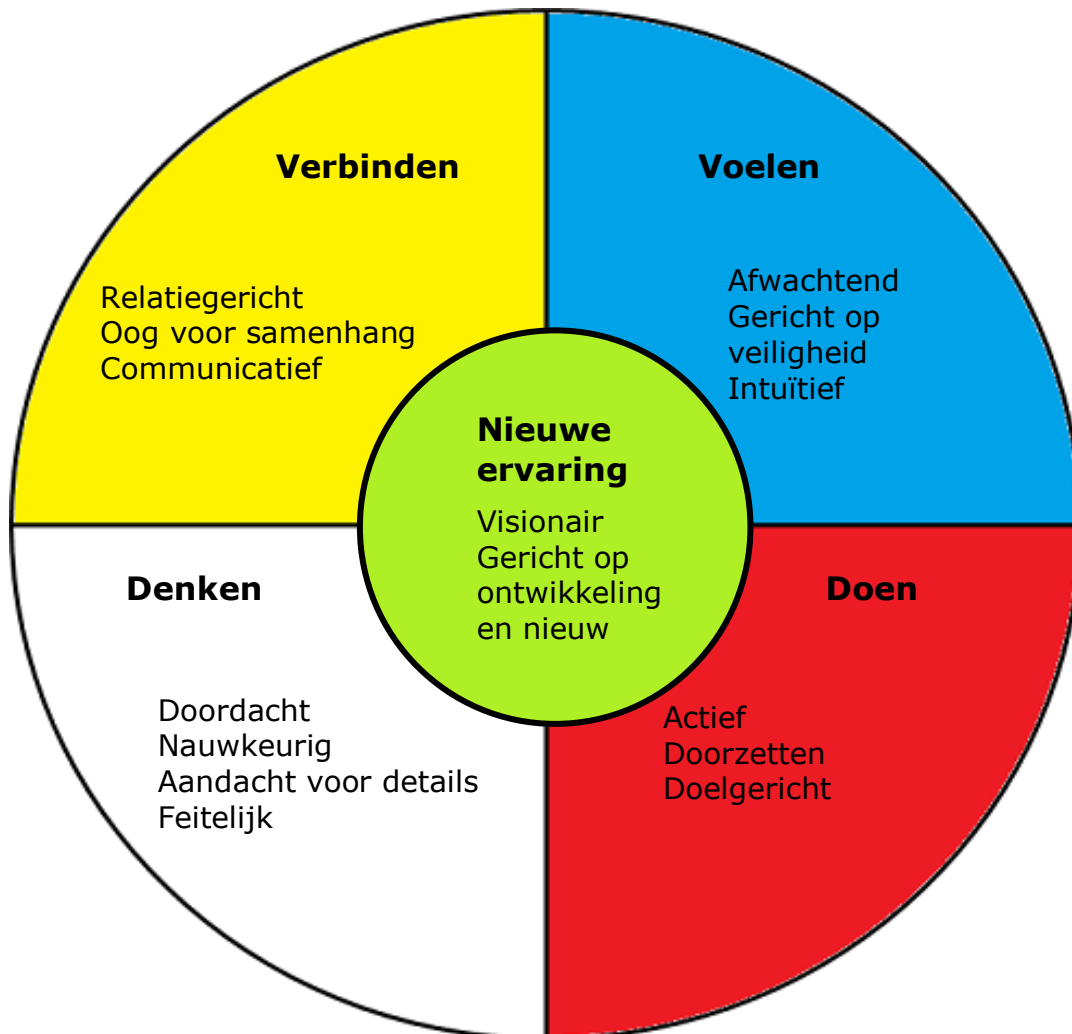 Verbinden
Relatiegericht
Oog voor samenhang
Communicatief
Voelen
Afwachtend
Gericht op
veiligheid
Intuïtief
Nieuwe
ervaring
Visionair
Gericht op
ontwikkeling
en nieuw
Denken
Doordacht
Nauwkeurig
Aandacht voor details
Feitelijk
Doen
Actief
Doorzetten
Doelgericht